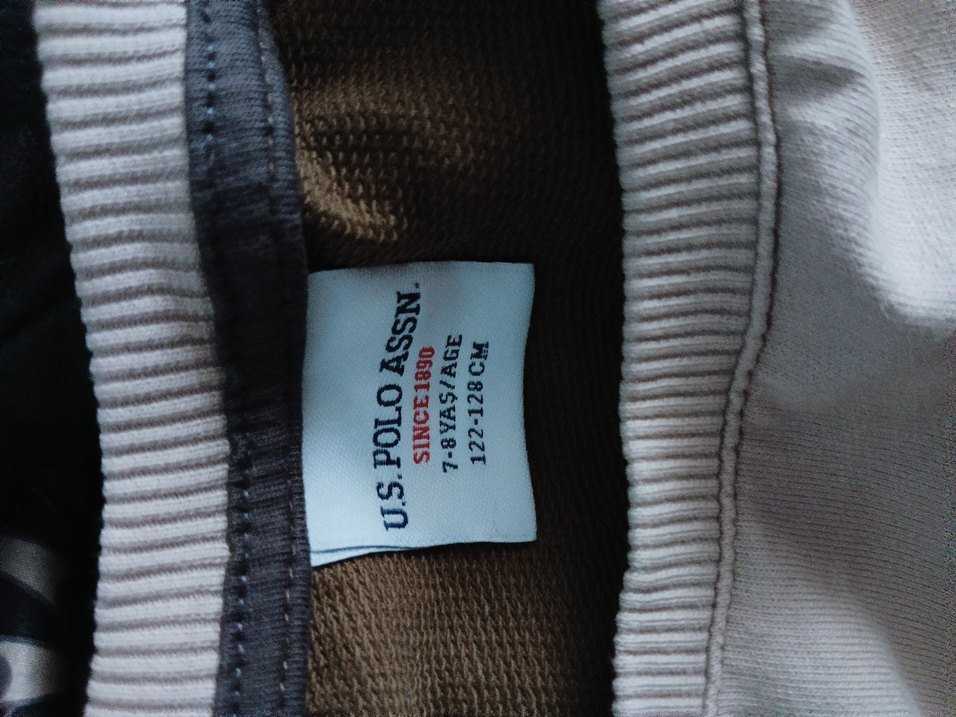 U.S. POLO ASSN.
SINCE 1890
7-8 YAŞ/AGE
122-128 CM